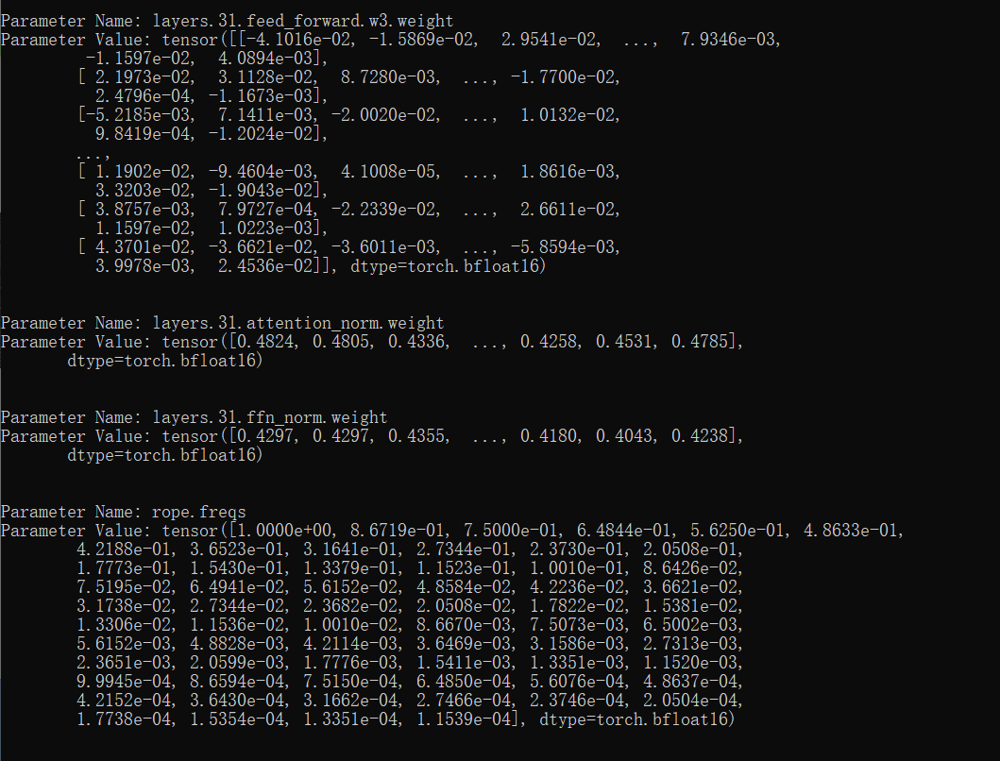 Parameter Name: layers.31.feed_forward.w3.weight
Parameter Value: tensor([[-4.1016e-02, -1.5869e-02,  2.9541e-02,  ...,  7.9346e-03,
         -1.1597e-02,  4.0894e-03],
        [ 2.1973e-02,  3.1128e-02,  8.7280e-03,  ..., -1.7700e-02,
          2.4796e-04, -1.1673e-03],
        [-5.2185e-03,  7.1411e-03, -2.0020e-02,  ...,  1.0132e-02,
          9.8419e-04, -1.2024e-02],
        ...,
        [ 1.1902e-02, -9.4604e-03,  4.1008e-05,  ...,  1.8616e-03,
          3.3203e-02, -1.9043e-02],
        [ 3.8757e-03,  7.9727e-04, -2.2339e-02,  ...,  2.6611e-02,
          1.1597e-02,  1.0223e-03],
        [ 4.3701e-02, -3.6621e-02, -3.6011e-03,  ..., -5.8594e-03,
          3.9978e-03,  2.4536e-02]], dtype=torch.bfloat16)
Parameter Name: layers.31.attention_norm.weight
Parameter Value: tensor([0.4824, 0.4805, 0.4336,  ..., 0.4258, 0.4531, 0.4785],
       dtype=torch.bfloat16)
Parameter Name: layers.31.ffn_norm.weight
Parameter Value: tensor([0.4297, 0.4297, 0.4355,  ..., 0.4180, 0.4043, 0.4238],
       dtype=torch.bfloat16)
Parameter Name: rope.freqs
Parameter Value: tensor([1.0000e+00, 8.6719e-01, 7.5000e-01, 6.4844e-01, 5.6250e-01, 4.8633e-01,
        4.2188e-01, 3.6523e-01, 3.1641e-01, 2.7344e-01, 2.3730e-01, 2.0508e-01,
        1.7773e-01, 1.5430e-01, 1.3379e-01, 1.1523e-01, 1.0010e-01, 8.6426e-02,
        7.5195e-02, 6.4941e-02, 5.6152e-02, 4.8584e-02, 4.2236e-02, 3.6621e-02,
        3.1738e-02, 2.7344e-02, 2.3682e-02, 2.0508e-02, 1.7822e-02, 1.5381e-02,
        1.3306e-02, 1.1536e-02, 1.0010e-02, 8.6670e-03, 7.5073e-03, 6.5002e-03,
        5.6152e-03, 4.8828e-03, 4.2114e-03, 3.6469e-03, 3.1586e-03, 2.7313e-03,
        2.3651e-03, 2.0599e-03, 1.7776e-03, 1.5411e-03, 1.3351e-03, 1.1520e-03,
        9.9945e-04, 8.6594e-04, 7.5150e-04, 6.4850e-04, 5.6076e-04, 4.8637e-04,
        4.2152e-04, 3.6430e-04, 3.1662e-04, 2.7466e-04, 2.3746e-04, 2.0504e-04,
        1.7738e-04, 1.5354e-04, 1.3351e-04, 1.1539e-04], dtype=torch.bfloat16)